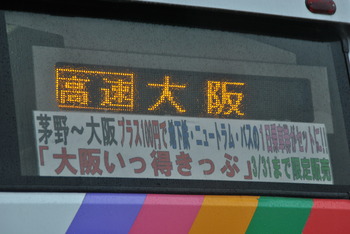 高速大阪
茅野～大阪プラス100円で地下鉄・ニュートラム・バスの1日乗車券がセットに!!
「大阪いっ得きっぷ」3/31まで限定販売